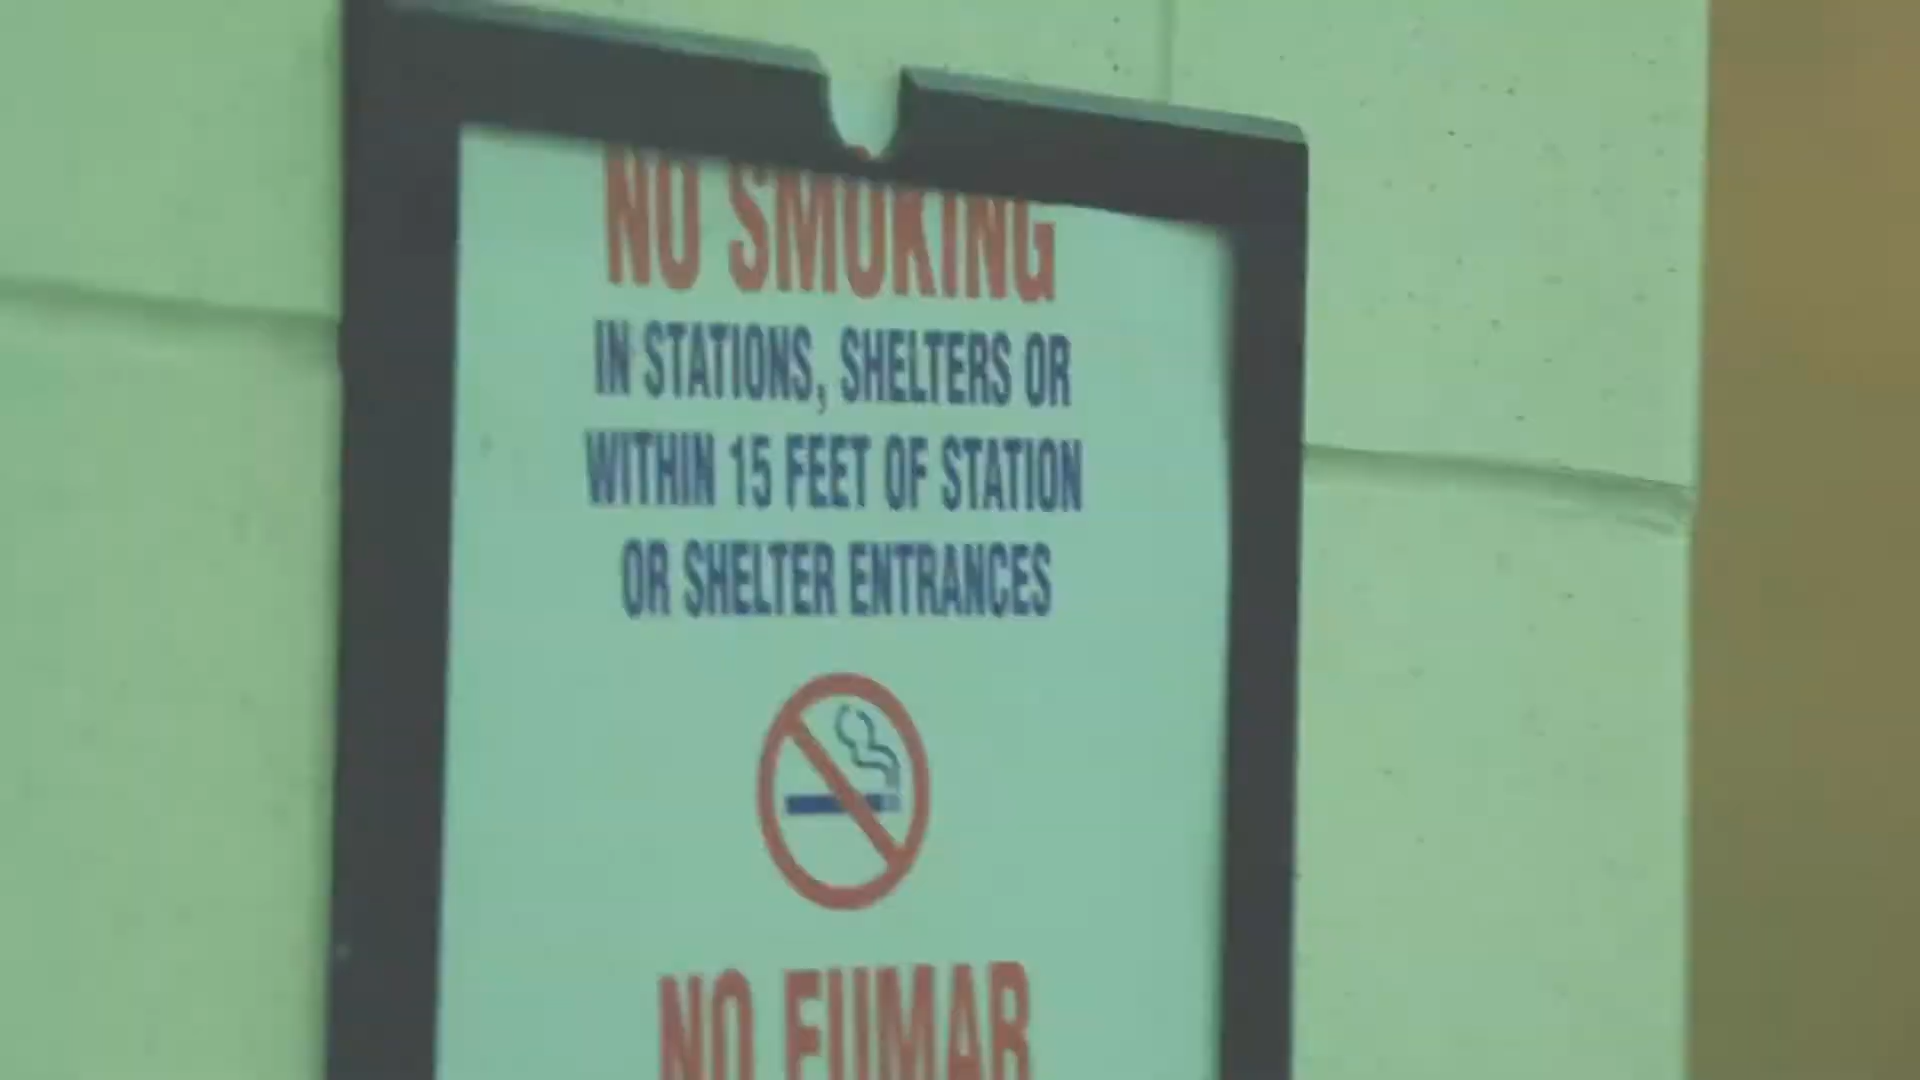 NO SMOKING
IN STATIONS, SHELTERS OR
WITHIN 15 FEET OF STATION
OR SHELTER ENTRANCES
NO FUMAR